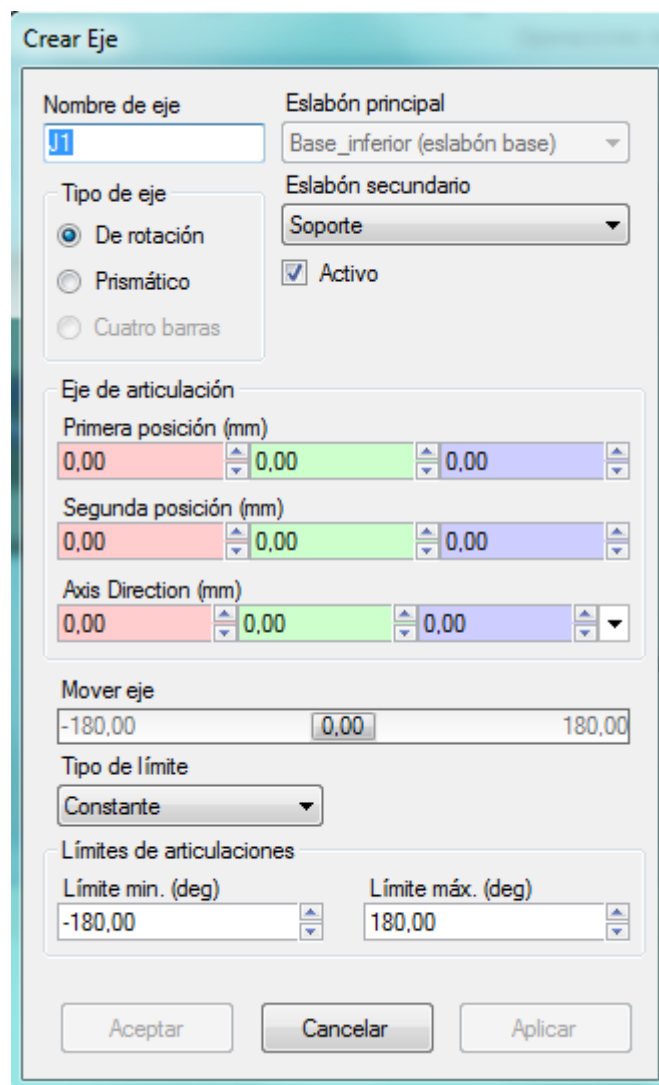 Crear Eje
Nombre de eje
Eslabón principal
J1
Base_inferior (eslabón base)
Tipo de eje
Eslabón secundario
De rotación
Soporte
Prismático
Activo
Cuatro barras
Eje de articulación
Primera posición (mm)
0,00 0,00 0,00
Segunda posición (mm)
0,00 0,00 0,00
Axis Direction (mm)
0,00 0,00 0,00
Mover eje
-180,00 0,00 180,00
Tipo de límite
Constante
Límites de articulaciones
Límite min. (deg) Límite máx. (deg)
-180,00 180,00
Aceptar Cancelar Aplicar